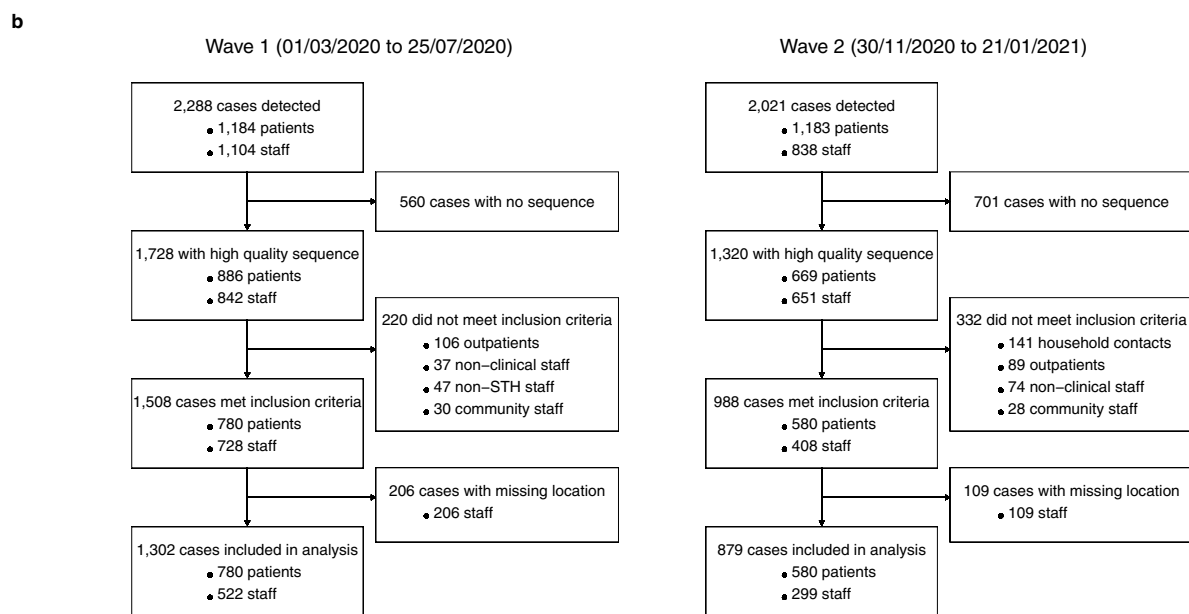 b
Wave 1 (01/03/2020 to 25/07/2020)
2,288 cases detected
• 1,184 patients
• 1,104 staff
560 cases with no sequence
1,728 with high quality sequence
• 886 patients
• 842 staff
220 did not meet inclusion criteria
• 106 outpatients
• 37 non−clinical staff
• 47 non−STH staff
• 30 community staff
1,508 cases met inclusion criteria
• 780 patients
• 728 staff
206 cases with missing location
• 206 staff
1,302 cases included in analysis
• 780 patients
• 522 staff
Wave 2 (30/11/2020 to 21/01/2021)
2,021 cases detected
• 1,183 patients
• 838 staff
701 cases with no sequence
1,320 with high quality sequence
• 669 patients
• 651 staff
332 did not meet inclusion criteria
• 141 household contacts
• 89 outpatients
• 74 non−clinical staff
• 28 community staff
988 cases met inclusion criteria
• 580 patients
• 408 staff
109 cases with missing location
• 109 staff
879 cases included in analysis
• 580 patients
• 299 staff